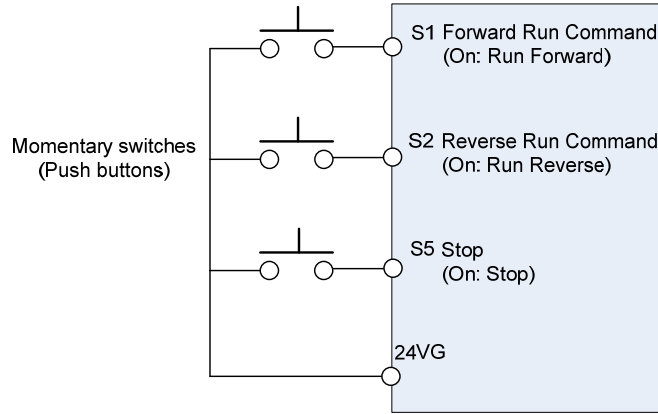 S1 Forward Run Command
(On: Run Forward)
Momentary switches
(Push buttons)
S2 Reverse Run Command
(On: Run Reverse)
S5 Stop
(On: Stop)
24VG